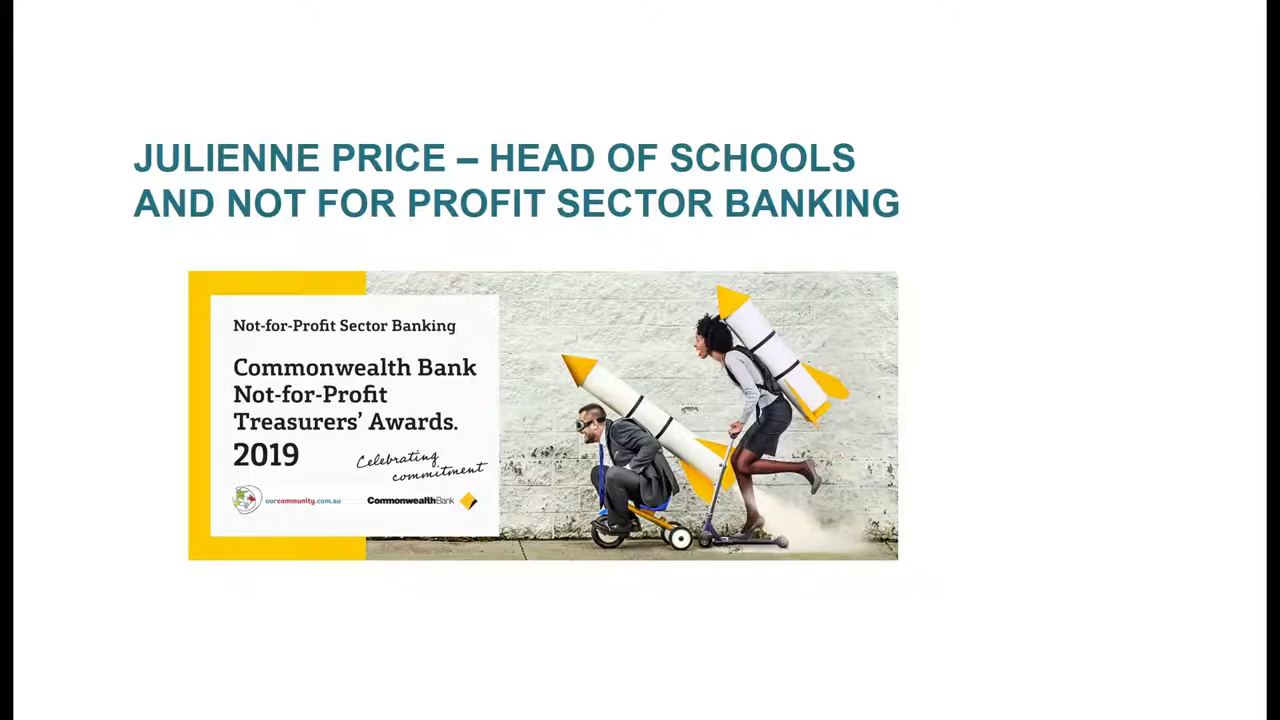 JULIENNE PRICE – HEAD OF SCHOOLS
AND NOT FOR PROFIT SECTOR BANKING
Not-for-Profit Sector Banking
Commonwealth Bank
Not-for-Profit
Treasurers’ Awards.
2019
Celebrating
commitment
ourcommunity.com.au
CommonwealthBank